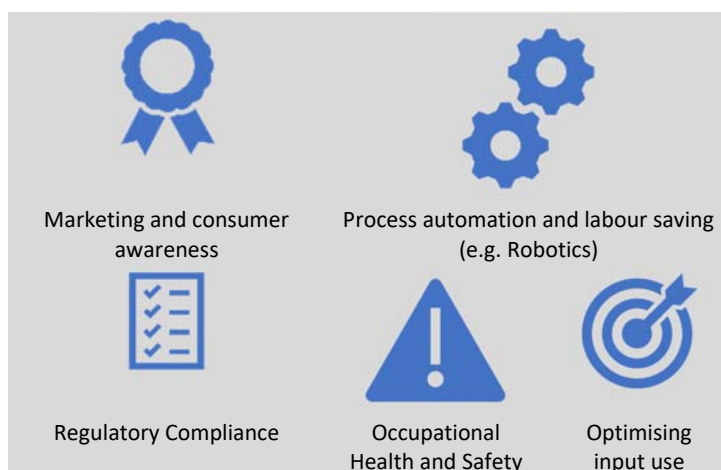 Marketing and consumer
awareness
Process automation and labour saving
(e.g. Robotics)
Regulatory Compliance
Occupational
Health and Safety
Optimising
input use